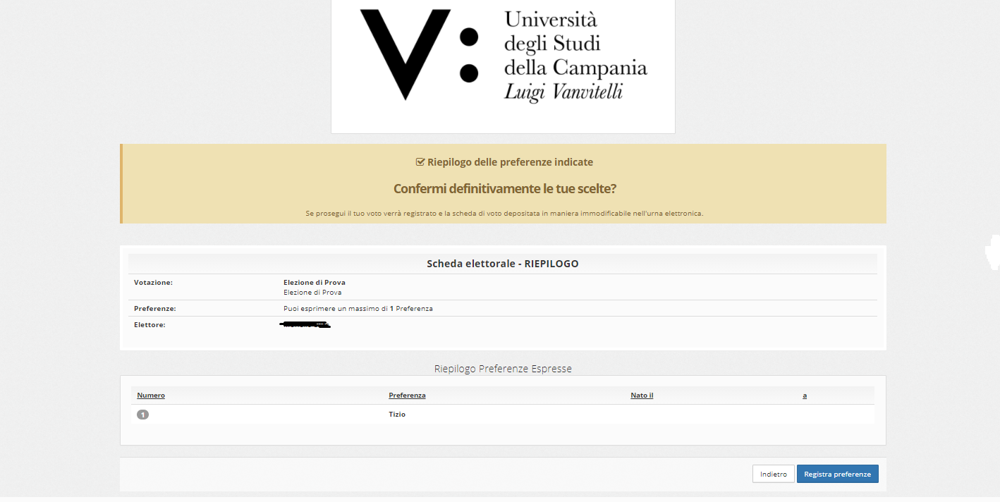 Università
degli Studi
della Campania
Luigi Vanvitelli
Riepilogo delle preferenze indicate
Confermi definitivamente le tue scelte?
Se prosegui il tuo voto verrà registrato e la scheda di voto depositata in maniera immodificabile nell'urna elettronica.
Scheda elettorale - RIEPILOGO
Votazione: Elezione di Prova
Elezione di Prova
Preferenze: Puoi esprimere un massimo di 1 Preferenza
Elettore:
Riepilogo Preferenze Espresse
Numero Preferenza Nato il a
1 Tizio
Indietro Registra preferenze